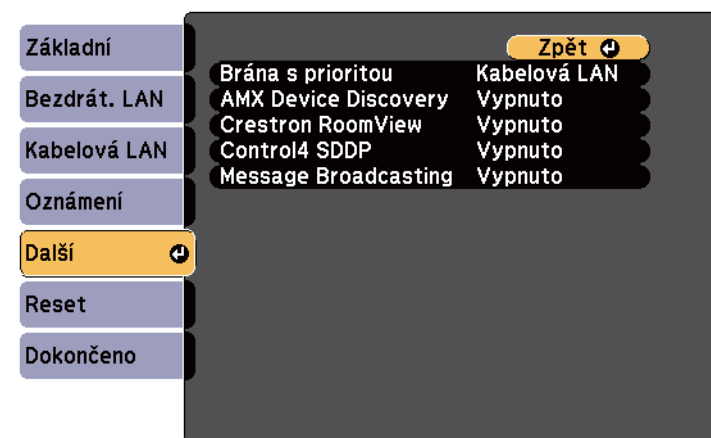 Základní
Bezdrát. LAN
Kabelová LAN
Oznámení
Další
Reset
Dokončeno
Zpět
Brána s prioritou Kabelová LAN
AMX Device Discovery Vypnuto
Crestron RoomView Vypnuto
Control4 SDDP Vypnuto
Message Broadcasting Vypnuto